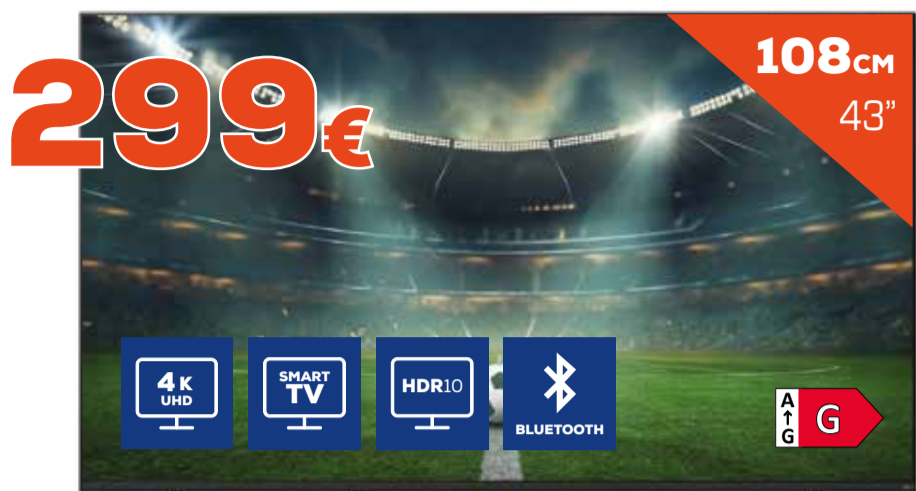 299€
108CM
43”
4K
UHD
SMART
TV
HDR10
BLUETOOTH
A
↑
G
G